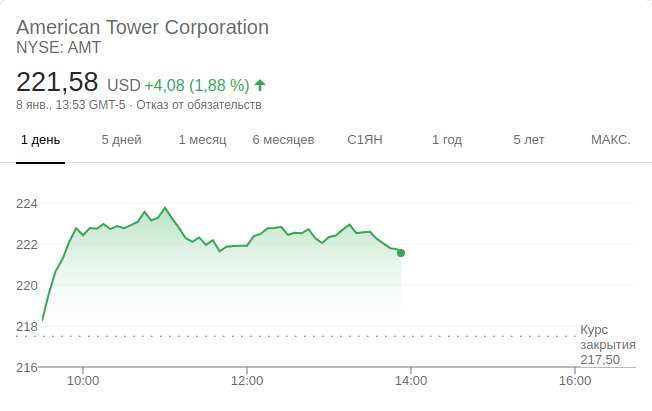 American Tower Corporation
NYSE: AMT
221,58 USD +4,08 (1,88 %)
8 янв., 13:53 GMT-5 · Отказ от обязательств
1 день 5 дней 1 месяц 6 месяцев С1ЯН 1 год 5 лет МАКС.
224
222
220
218
216
Курс
закрытия
217,50
10:00 12:00 14:00 16:00